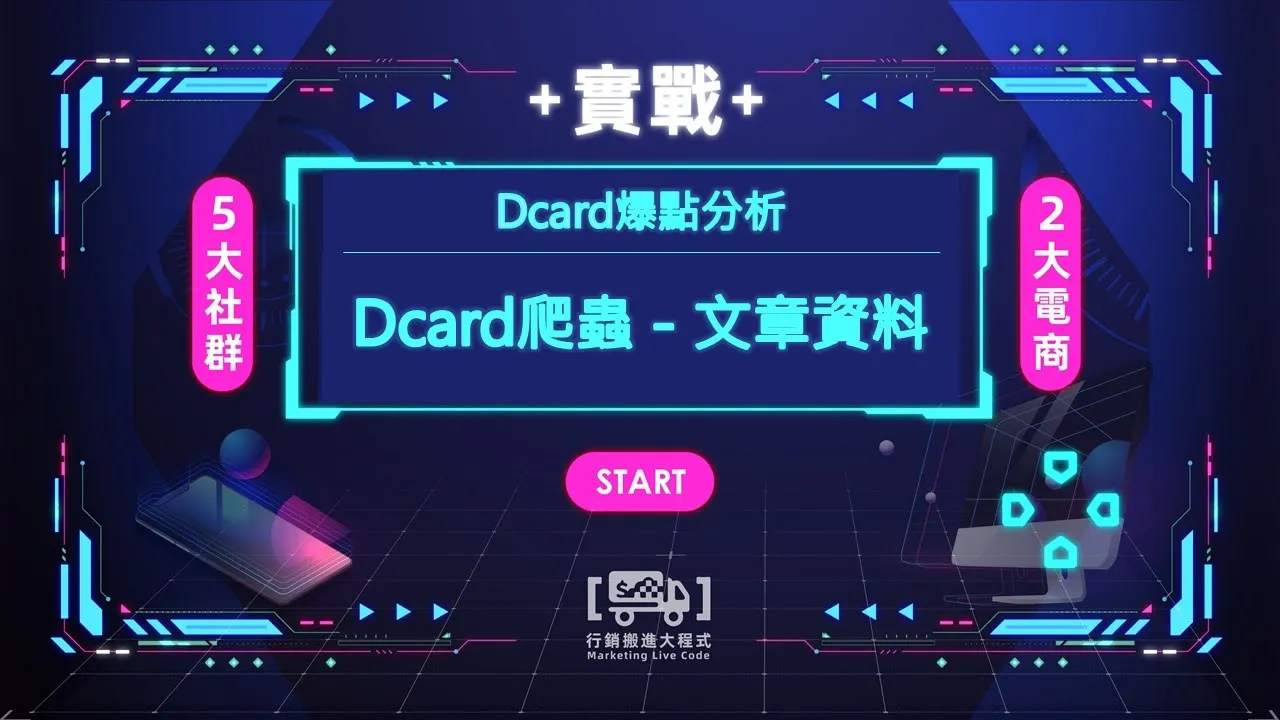 + 實戰 +
5大社群
Dcard爆點分析
Dcard爬蟲 - 文章資料
2大電商
START
行銷搬進大程式
Marketing Live Code